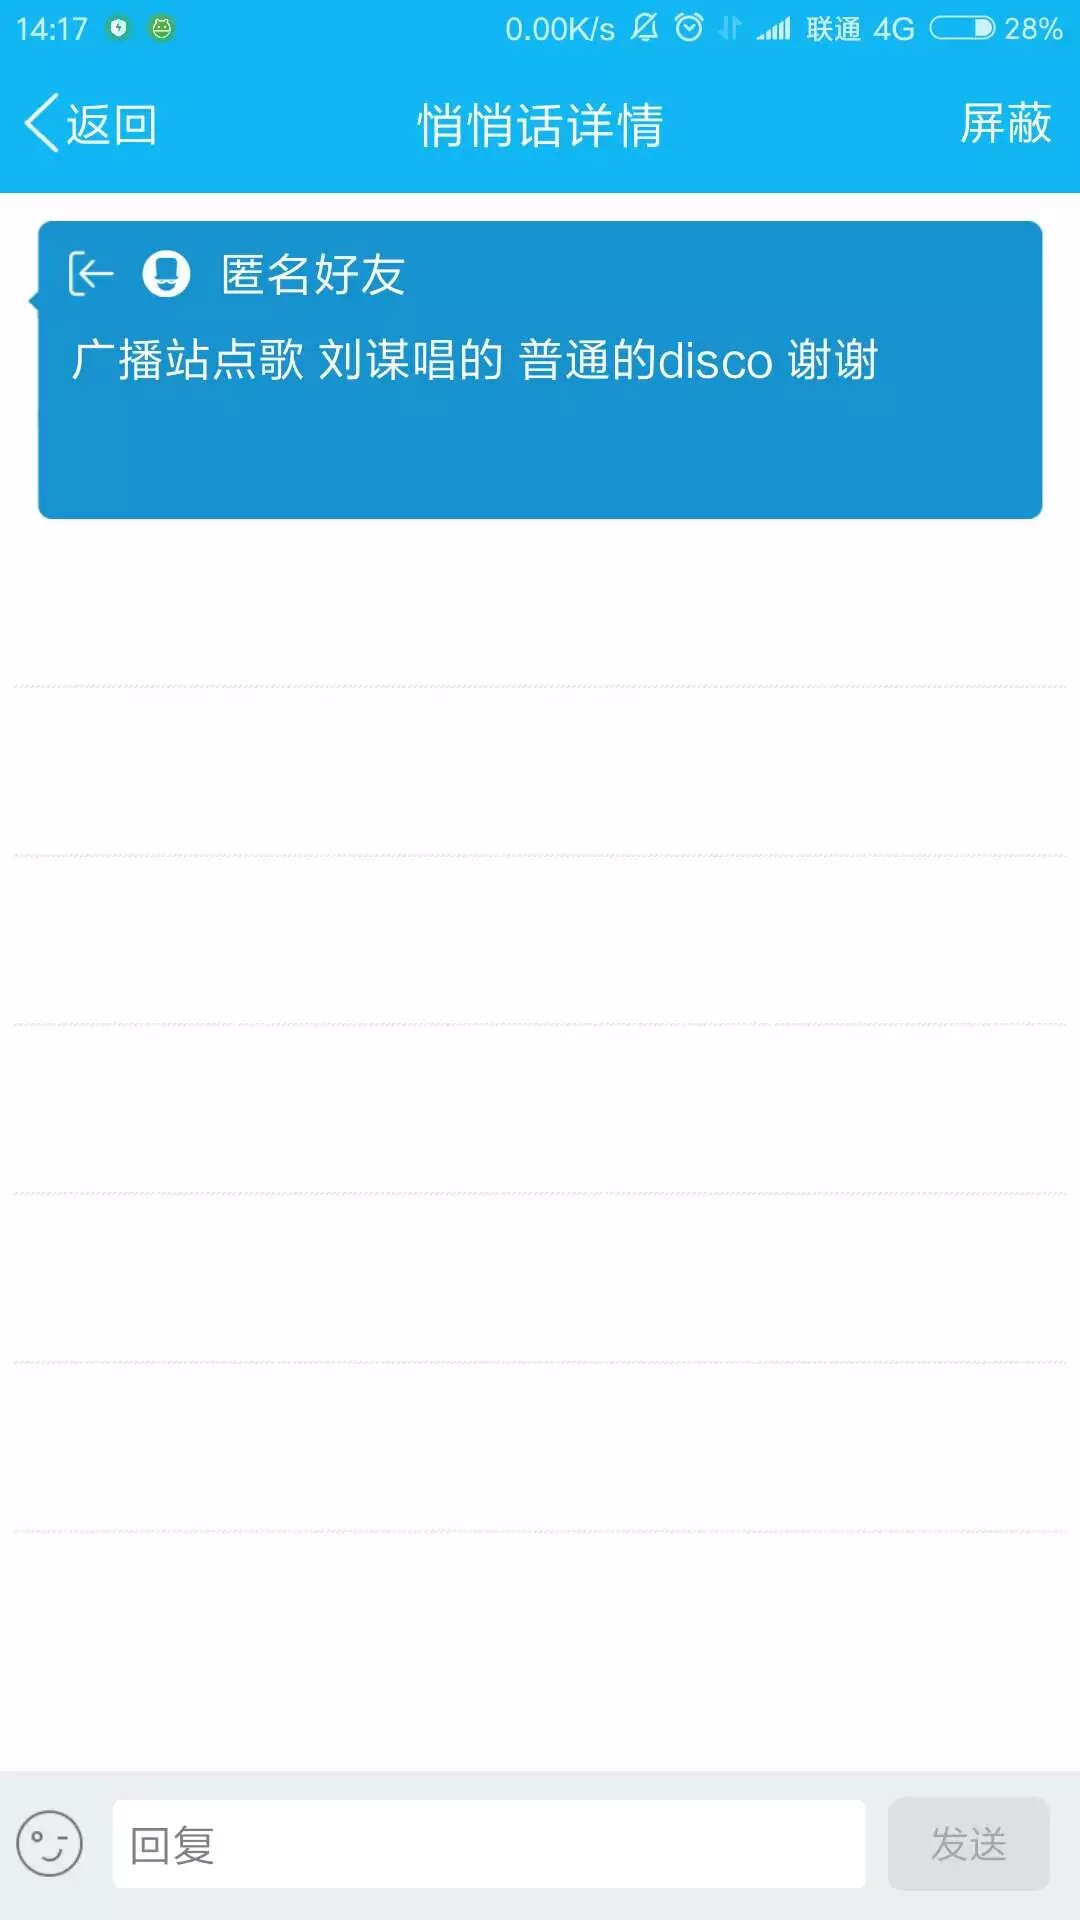 14:17 0.00K/s 联通 4G 28%
返回 悄悄话详情 屏蔽
匿名好友
广播站点歌 刘谋唱的 普通的disco 谢谢
回复 发送